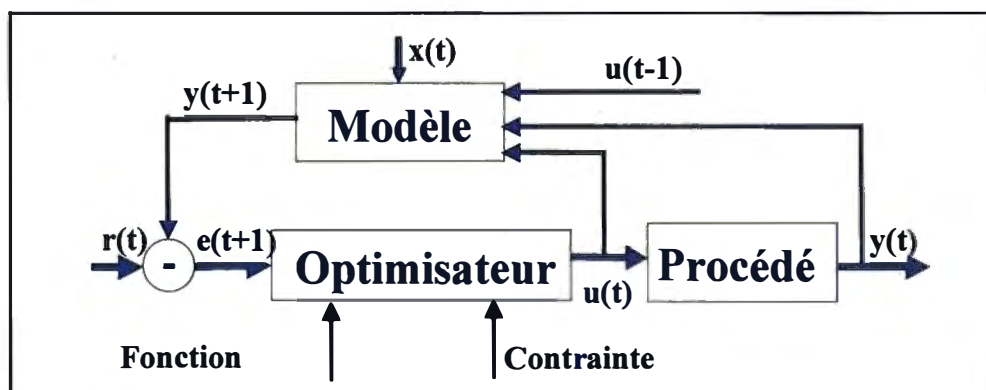 x(t)
u(t-1)
y(t+1)
Modèle
r(t)
-
e(t+1)
Optimisateur
u(t)
Procédé
y(t)
Fonction
Contrainte